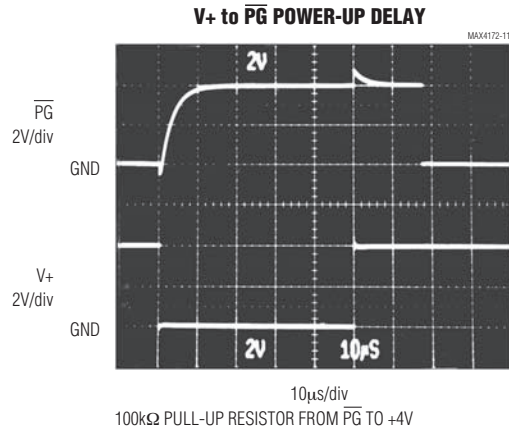 V+ to PG POWER-UP DELAY
MAX4172-11
2V
PG
2V/div
GND
V+
2V/div
GND
2V 10µS
10µs/div
100kΩ PULL-UP RESISTOR FROM PG TO +4V